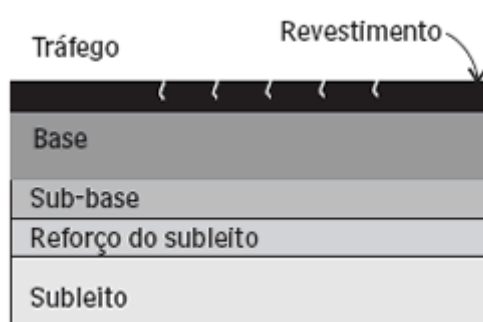 Tráfego
Revestimento
Base
Sub-base
Reforço do subleito
Subleito